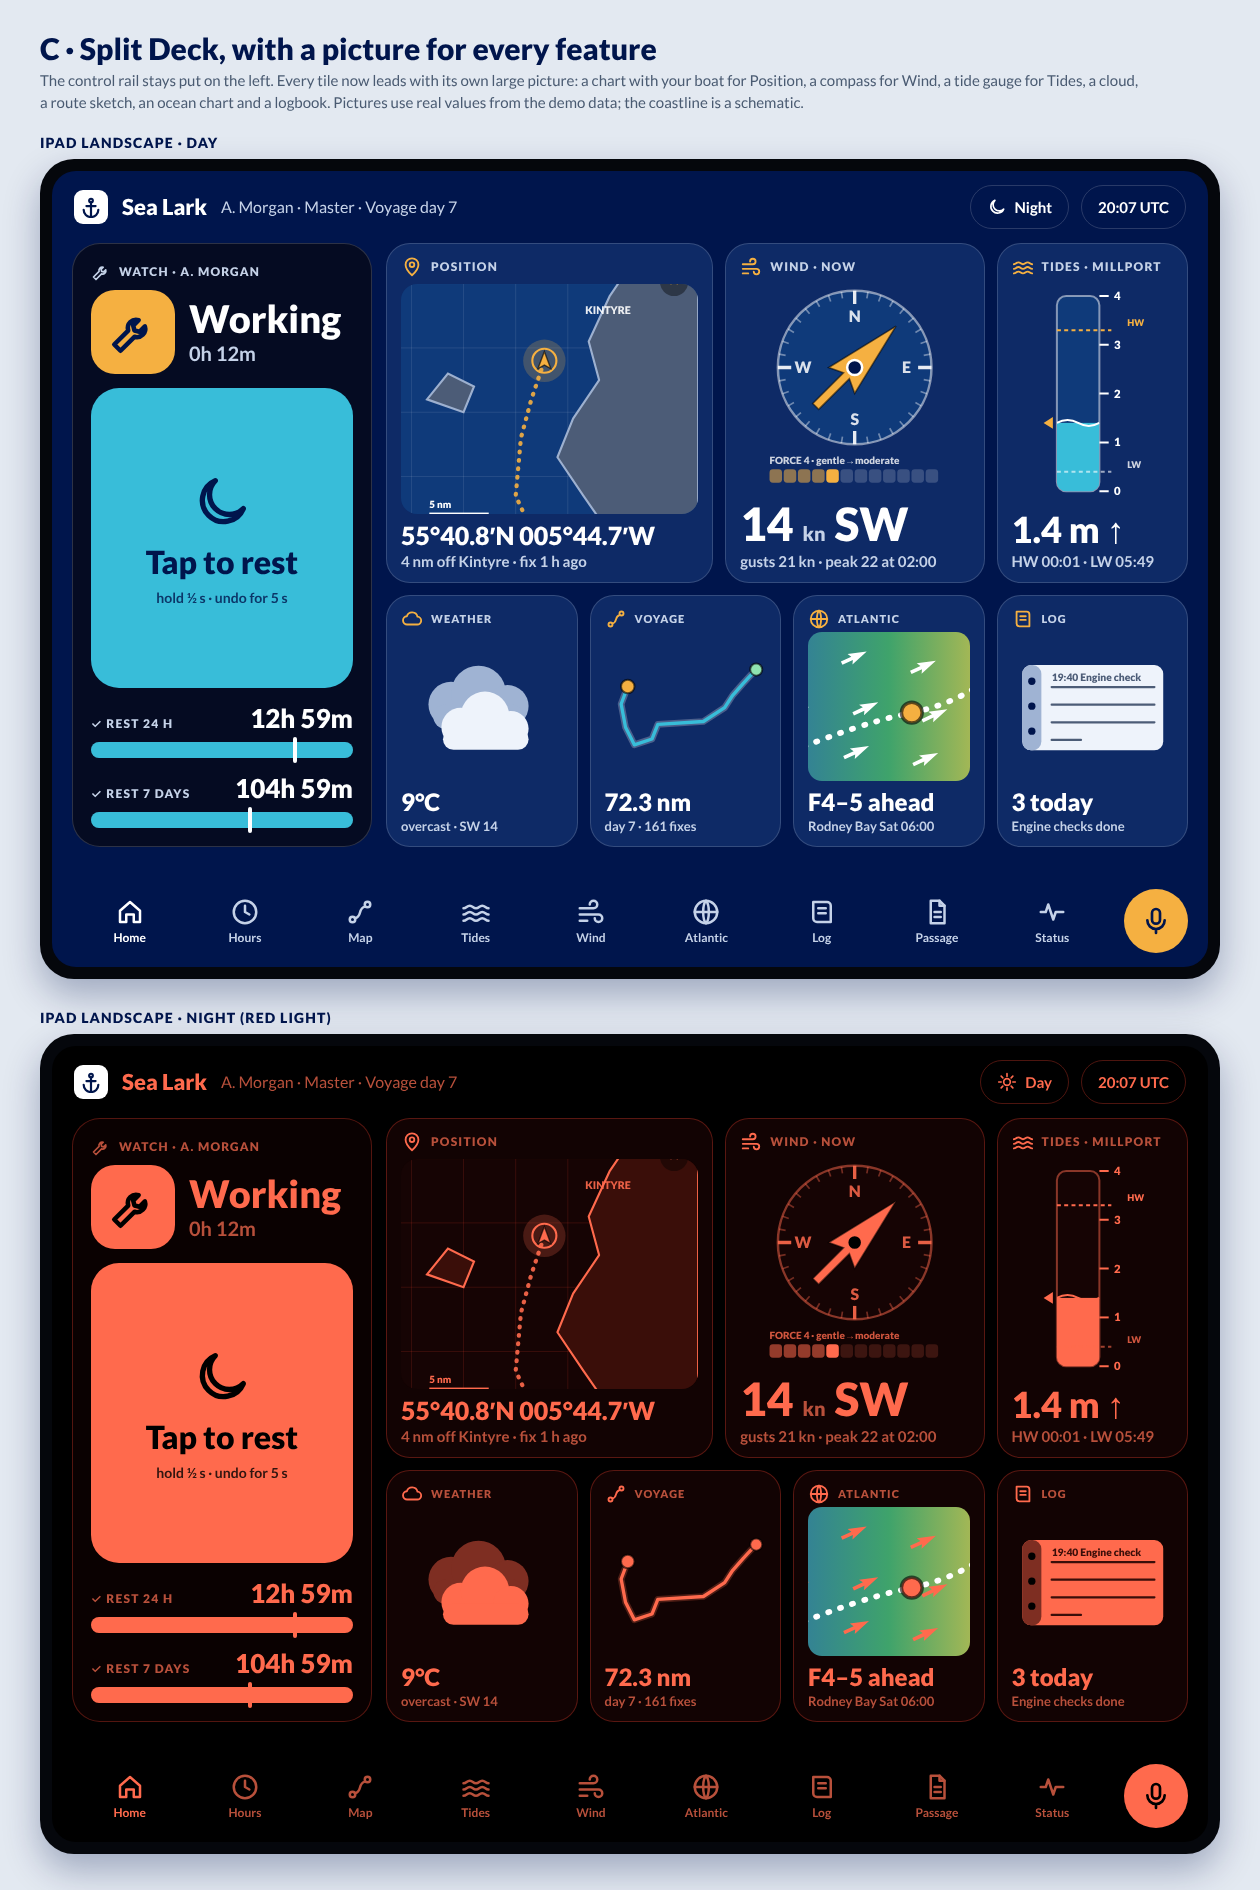 C · Split Deck, with a picture for every feature
The control rail stays put on the left. Every tile now leads with its own large picture: a chart with your boat for Position, a compass for Wind, a tide gauge for Tides, a cloud,
a route sketch, an ocean chart and a logbook. Pictures use real values from the demo data; the coastline is a schematic.
IPAD LANDSCAPE · DAY
Sea Lark A. Morgan · Master · Voyage day 7
Night
20:07 UTC
WATCH · A. MORGAN
Working
0h 12m
Tap to rest
hold ½ s · undo for 5 s
✓ REST 24 H 12h 59m
✓ REST 7 DAYS 104h 59m
POSITION
KINTYRE
5 nm
55°40.8′N 005°44.7′W
4 nm off Kintyre · fix 1 h ago
WIND · NOW
N
W E
S
FORCE 4 · gentle→moderate
14 kn SW
gusts 21 kn · peak 22 at 02:00
TIDES · MILLPORT
4
HW
3
2
1
LW
0
1.4 m ↑
HW 00:01 · LW 05:49
WEATHER
9°C
overcast · SW 14
VOYAGE
72.3 nm
day 7 · 161 fixes
ATLANTIC
F4–5 ahead
Rodney Bay Sat 06:00
LOG
19:40 Engine check
3 today
Engine checks done
Home Hours Map Tides Wind Atlantic Log Passage Status
IPAD LANDSCAPE · NIGHT (RED LIGHT)
Sea Lark A. Morgan · Master · Voyage day 7
Day
20:07 UTC
WATCH · A. MORGAN
Working
0h 12m
Tap to rest
hold ½ s · undo for 5 s
✓ REST 24 H 12h 59m
✓ REST 7 DAYS 104h 59m
POSITION
KINTYRE
5 nm
55°40.8′N 005°44.7′W
4 nm off Kintyre · fix 1 h ago
WIND · NOW
N
W E
S
FORCE 4 · gentle→moderate
14 kn SW
gusts 21 kn · peak 22 at 02:00
TIDES · MILLPORT
4
HW
3
2
1
LW
0
1.4 m ↑
HW 00:01 · LW 05:49
WEATHER
9°C
overcast · SW 14
VOYAGE
72.3 nm
day 7 · 161 fixes
ATLANTIC
F4–5 ahead
Rodney Bay Sat 06:00
LOG
19:40 Engine check
3 today
Engine checks done
Home Hours Map Tides Wind Atlantic Log Passage Status